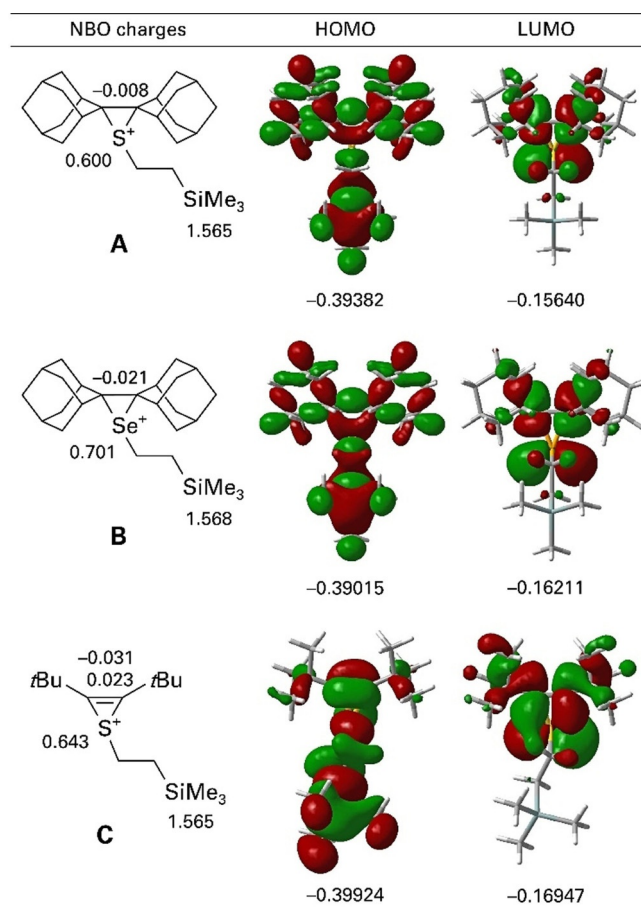 NBO charges HOMO LUMO
−0.008
S+
0.600
SiMe3
1.565
A
−0.39382 −0.15640
−0.021
Se+
0.701
SiMe3
1.568
B
−0.39015 −0.16211
−0.031
tBu 0.023 tBu
S+
0.643
SiMe3
1.565
C
−0.39924 −0.16947